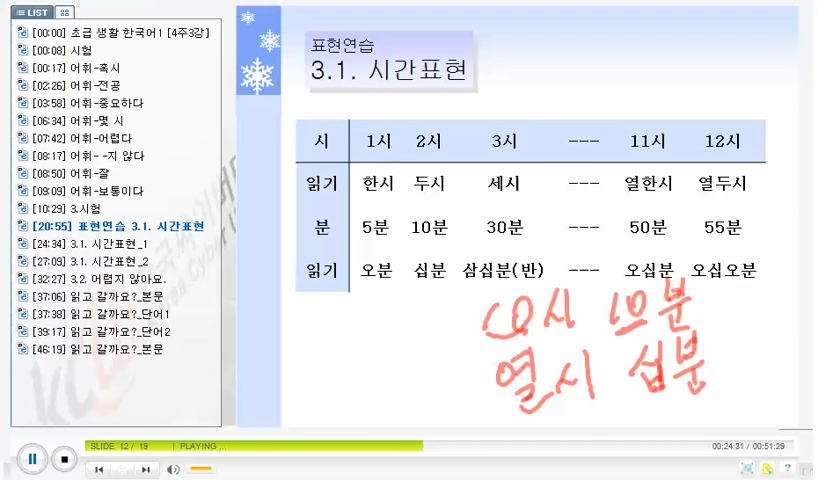 LIST
[00:00] 초급 생활 한국어1 [4주3강]
[00:08] 시험
[00:17] 어휘-혹시
[02:26] 어휘-전공
[03:58] 어휘-중요하다
[06:34] 어휘-몇 시
[07:42] 어휘-어렵다
[08:17] 어휘- -지 않다
[08:50] 어휘-잘
[09:09] 어휘-보통이다
[10:29] 3.시험
[20:55] 표현연습 3.1. 시간표현
[24:34] 3.1. 시간표현_1
[27:09] 3.1. 시간표현_2
[32:27] 3.2. 어렵지 않아요.
[37:06] 읽고 갈까요?_본문
[37:38] 읽고 갈까요?_단어1
[39:17] 읽고 갈까요?_단어2
[46:19] 읽고 갈까요?_본문
표현연습
3.1. 시간표현
시 1시 2시 3시 --- 11시 12시
읽기 한시 두시 세시 --- 열한시 열두시
분 5분 10분 30분 --- 50분 55분
읽기 오분 십분 삼십분(반) --- 오십분 오십오분
10시 10분
열시 십분
SLIDE 12 / 19 | PLAYING ...
00:24:31 / 00:51:29